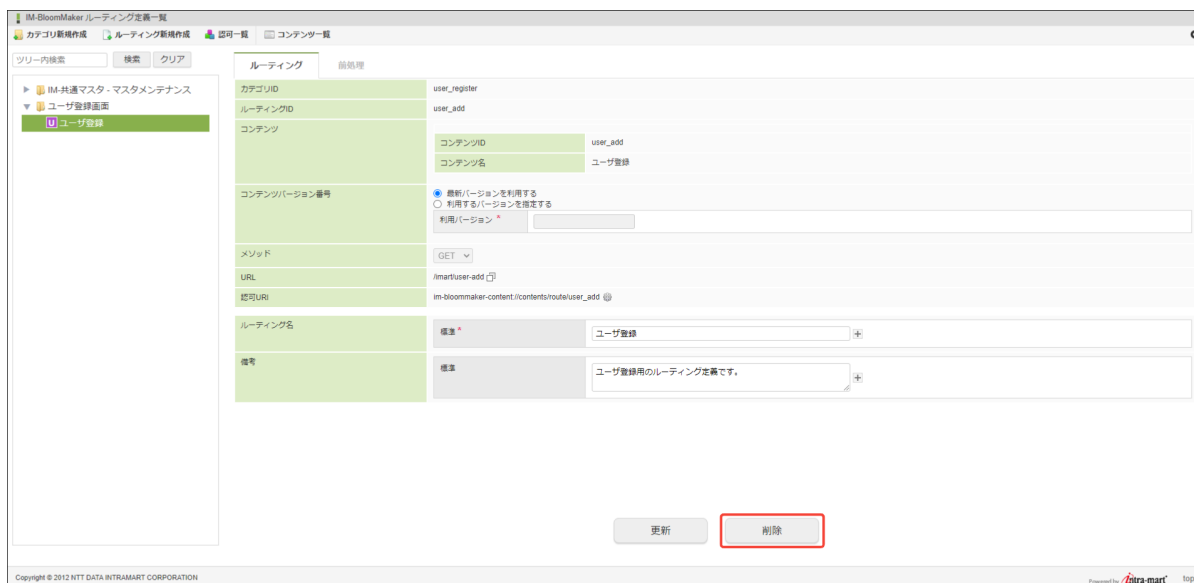 IM-BloomMaker ルーティング定義一覧
カテゴリ新規作成 ルーティング新規作成 認可一覧 コンテンツ一覧
ツリー内検索 検索 クリア
IM-共通マスタ - マスタメンテナンス
ユーザ登録画面
U ユーザ登録
ルーティング 前処理
カテゴリID user_register
ルーティングID user_add
コンテンツ
コンテンツID user_add
コンテンツ名 ユーザ登録
コンテンツバージョン番号
最新バージョンを利用する
利用するバージョンを指定する
利用バージョン *
メソッド GET
URL /imart/user-add
認可URI im-bloommaker-content://contents/route/user_add
ルーティング名 標準 * ユーザ登録
備考 標準 ユーザ登録用のルーティング定義です。
更新 削除
Copyright © 2012 NTT DATA INTRAMART CORPORATION
Powered by intra-mart top